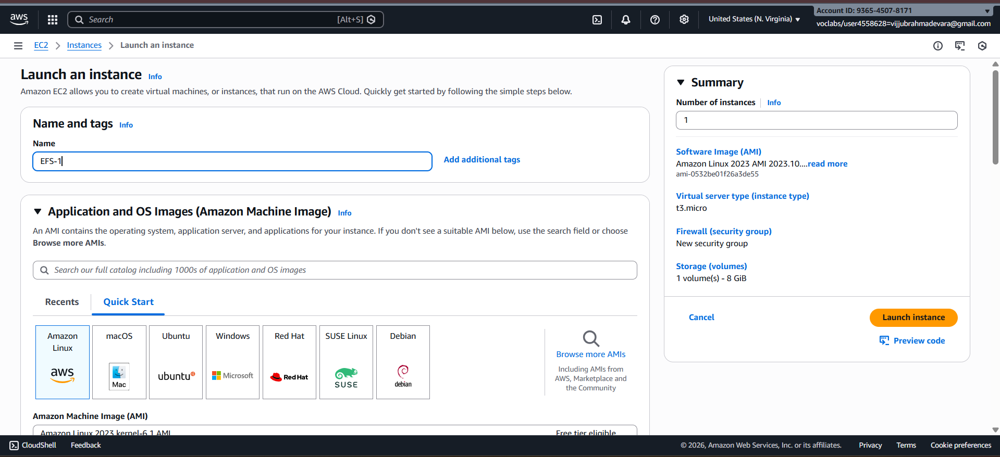 aws
Search
[Alt+S]
United States (N. Virginia)
Account ID: 9365-4507-8171
voclabs/user4558628=vijjubrahmadevara@gmail.com
EC2
Instances
Launch an instance
Launch an instance
Info
Amazon EC2 allows you to create virtual machines, or instances, that run on the AWS Cloud. Quickly get started by following the simple steps below.
Name and tags
Info
Name
EFS-1
Add additional tags
Application and OS Images (Amazon Machine Image)
Info
An AMI contains the operating system, application server, and applications for your instance. If you don't see a suitable AMI below, use the search field or choose
Browse more AMIs.
Search our full catalog including 1000s of application and OS images
Recents
Quick Start
Amazon
Linux
aws
macOS
Mac
Ubuntu
ubuntu
Windows
Microsoft
Red Hat
Red Hat
SUSE Linux
SUSE
Debian
debian
Browse more AMIs
Including AMIs from
AWS, Marketplace and
the Community
Amazon Machine Image (AMI)
Amazon Linux 2023 kernel-6.1 AMI
Free tier eligible
Summary
Number of instances
Info
1
Software Image (AMI)
Amazon Linux 2023 AMI 2023.10....read more
ami-0532be01f26a3de55
Virtual server type (instance type)
t3.micro
Firewall (security group)
New security group
Storage (volumes)
1 volume(s) - 8 GiB
Cancel
Launch instance
Preview code
CloudShell
Feedback
© 2026, Amazon Web Services, Inc. or its affiliates.
Privacy
Terms
Cookie preferences